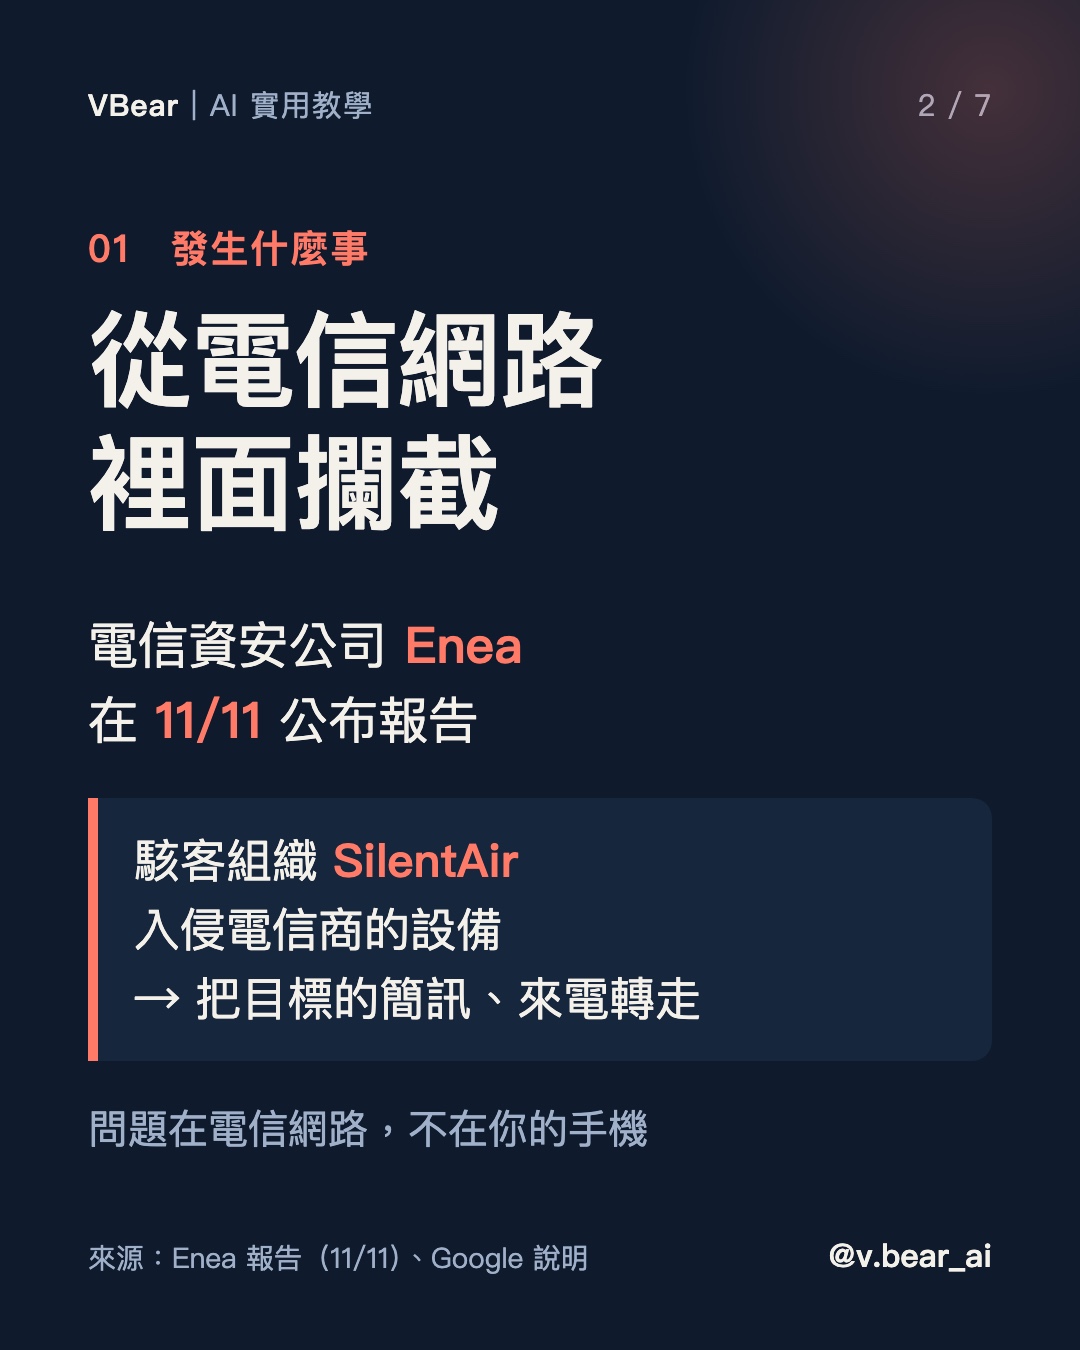 VBear | AI 實用教學
2 / 7
01 發生什麼事
從電信網路
裡面攔截
電信資安公司 Enea
在 11/11 公布報告
駭客組織 SilentAir
入侵電信商的設備
→ 把目標的簡訊、來電轉走
問題在電信網路，不在你的手機
來源：Enea 報告（11/11）、Google 說明
@v.bear_ai